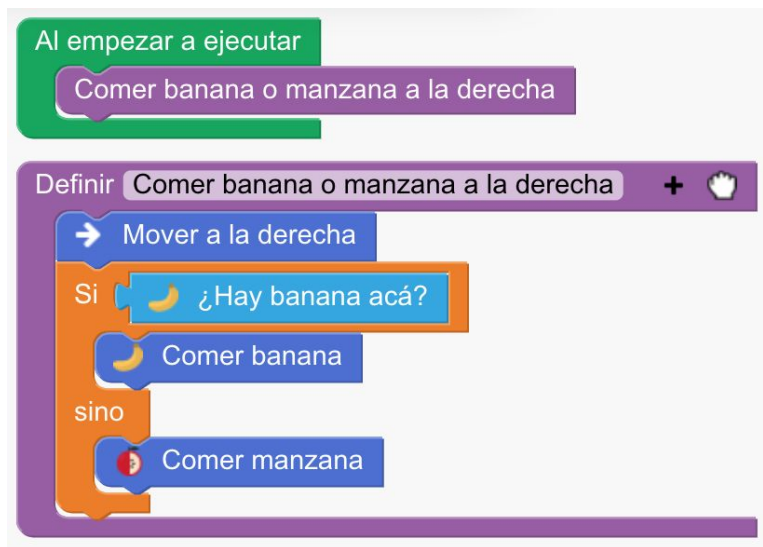 Al empezar a ejecutar
Comer banana o manzana a la derecha
Definir Comer banana o manzana a la derecha +
Mover a la derecha
Si ¿Hay banana acá?
Comer banana
sino
Comer manzana